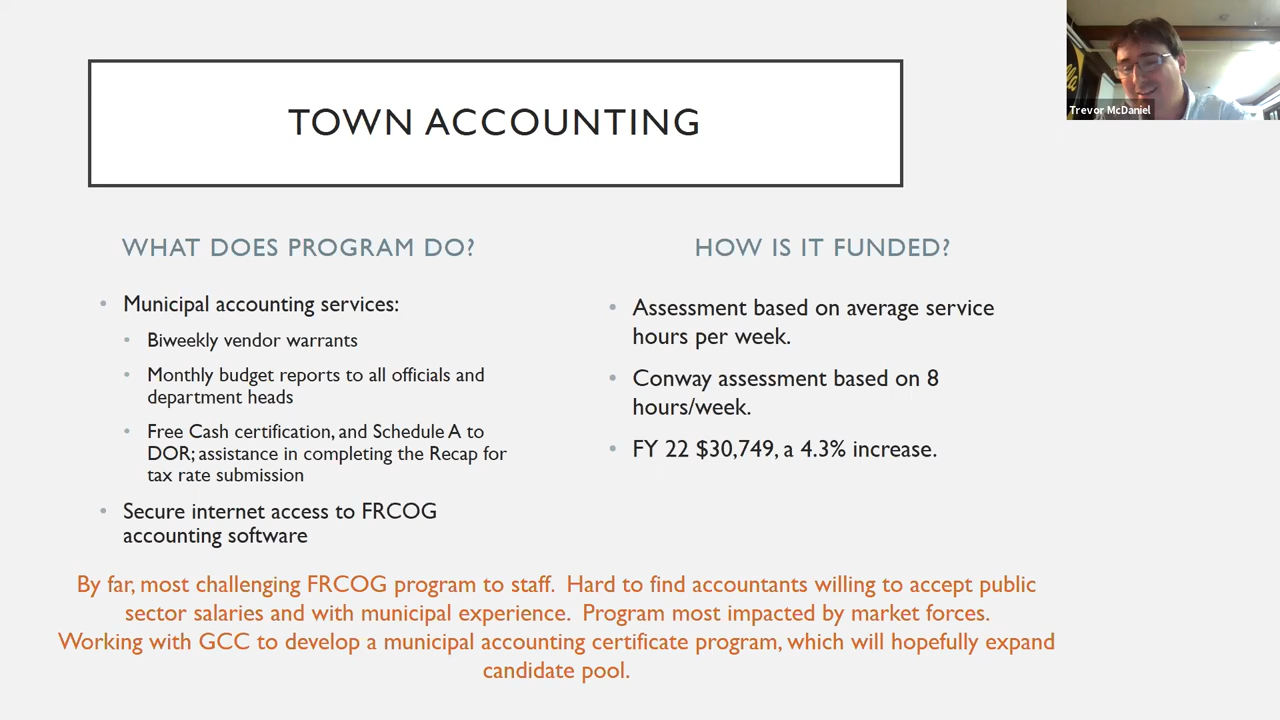 TOWN ACCOUNTING
Trevor McDaniel
WHAT DOES PROGRAM DO?
• Municipal accounting services:
• Biweekly vendor warrants
• Monthly budget reports to all officials and
department heads
• Free Cash certification, and Schedule A to
DOR; assistance in completing the Recap for
tax rate submission
• Secure internet access to FRCOG
accounting software
HOW IS IT FUNDED?
• Assessment based on average service
hours per week.
• Conway assessment based on 8
hours/week.
• FY 22 $30,749, a 4.3% increase.
By far, most challenging FRCOG program to staff. Hard to find accountants willing to accept public
sector salaries and with municipal experience. Program most impacted by market forces.
Working with GCC to develop a municipal accounting certificate program, which will hopefully expand
candidate pool.